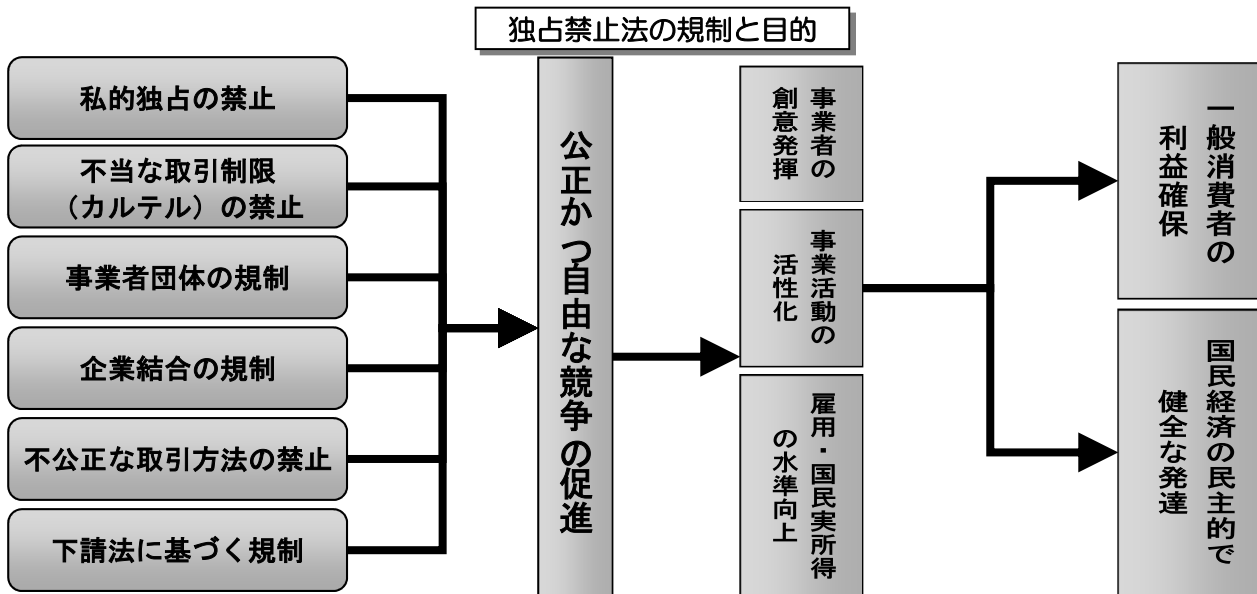 独占禁止法の規制と目的
私的独占の禁止
不当な取引制限
（カルテル）の禁止
事業者団体の規制
企業結合の規制
不公正な取引方法の禁止
下請法に基づく規制
公正かつ自由な競争の促進
事業者の
創意発揮
事業活動の
活性化
雇用・国民実所得
の水準向上
一般消費者の
利益確保
国民経済の民主的で
健全な発達